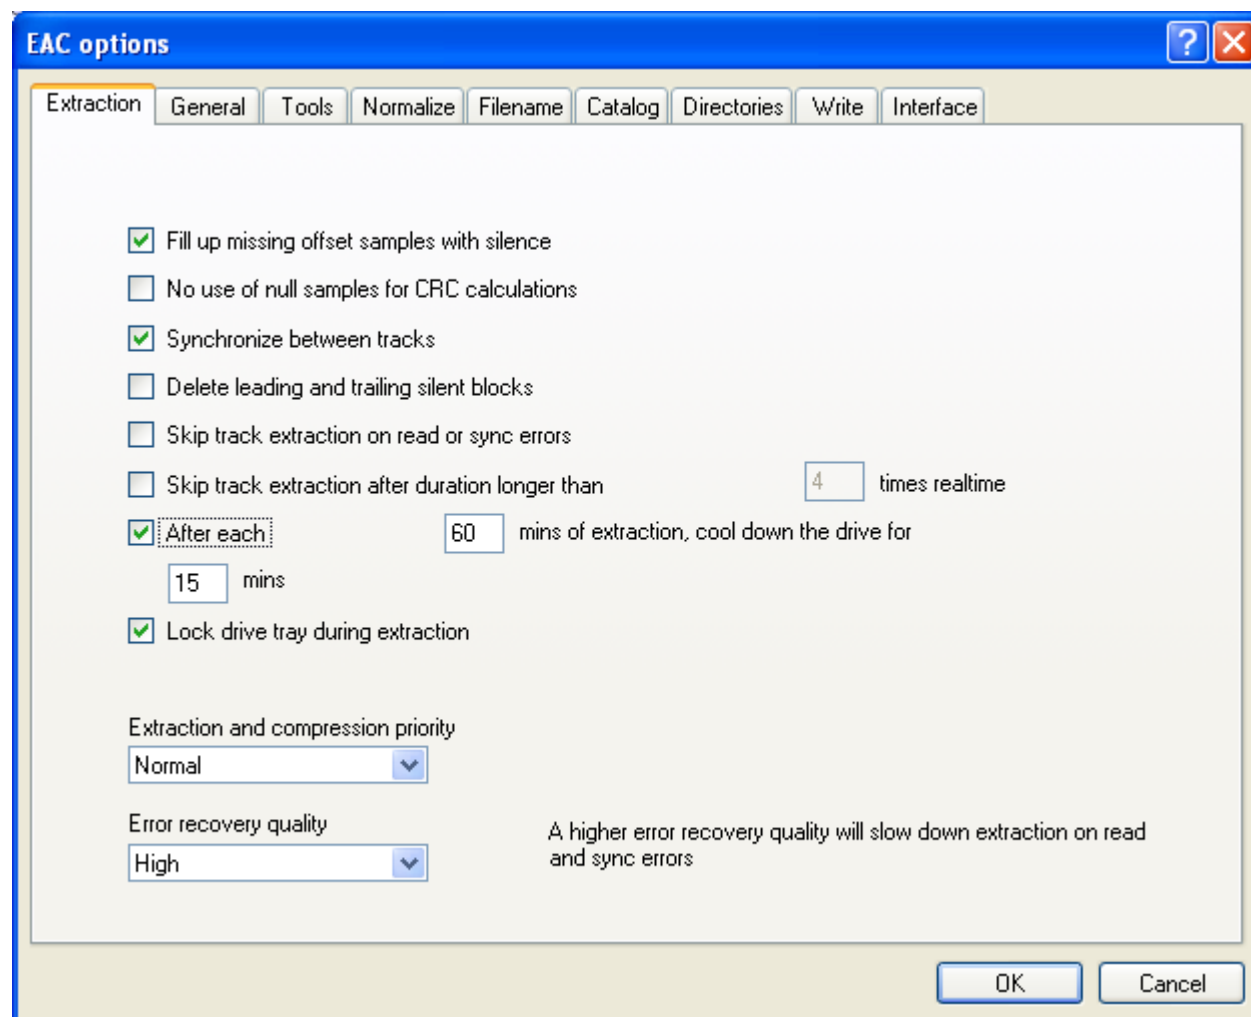 EAC options
Extraction General Tools Normalize Filename Catalog Directories Write Interface
Fill up missing offset samples with silence
No use of null samples for CRC calculations
Synchronize between tracks
Delete leading and trailing silent blocks
Skip track extraction on read or sync errors
Skip track extraction after duration longer than 4 times realtime
After each 60 mins of extraction, cool down the drive for
15 mins
Lock drive tray during extraction
Extraction and compression priority
Normal
Error recovery quality
High
A higher error recovery quality will slow down extraction on read
and sync errors
OK Cancel